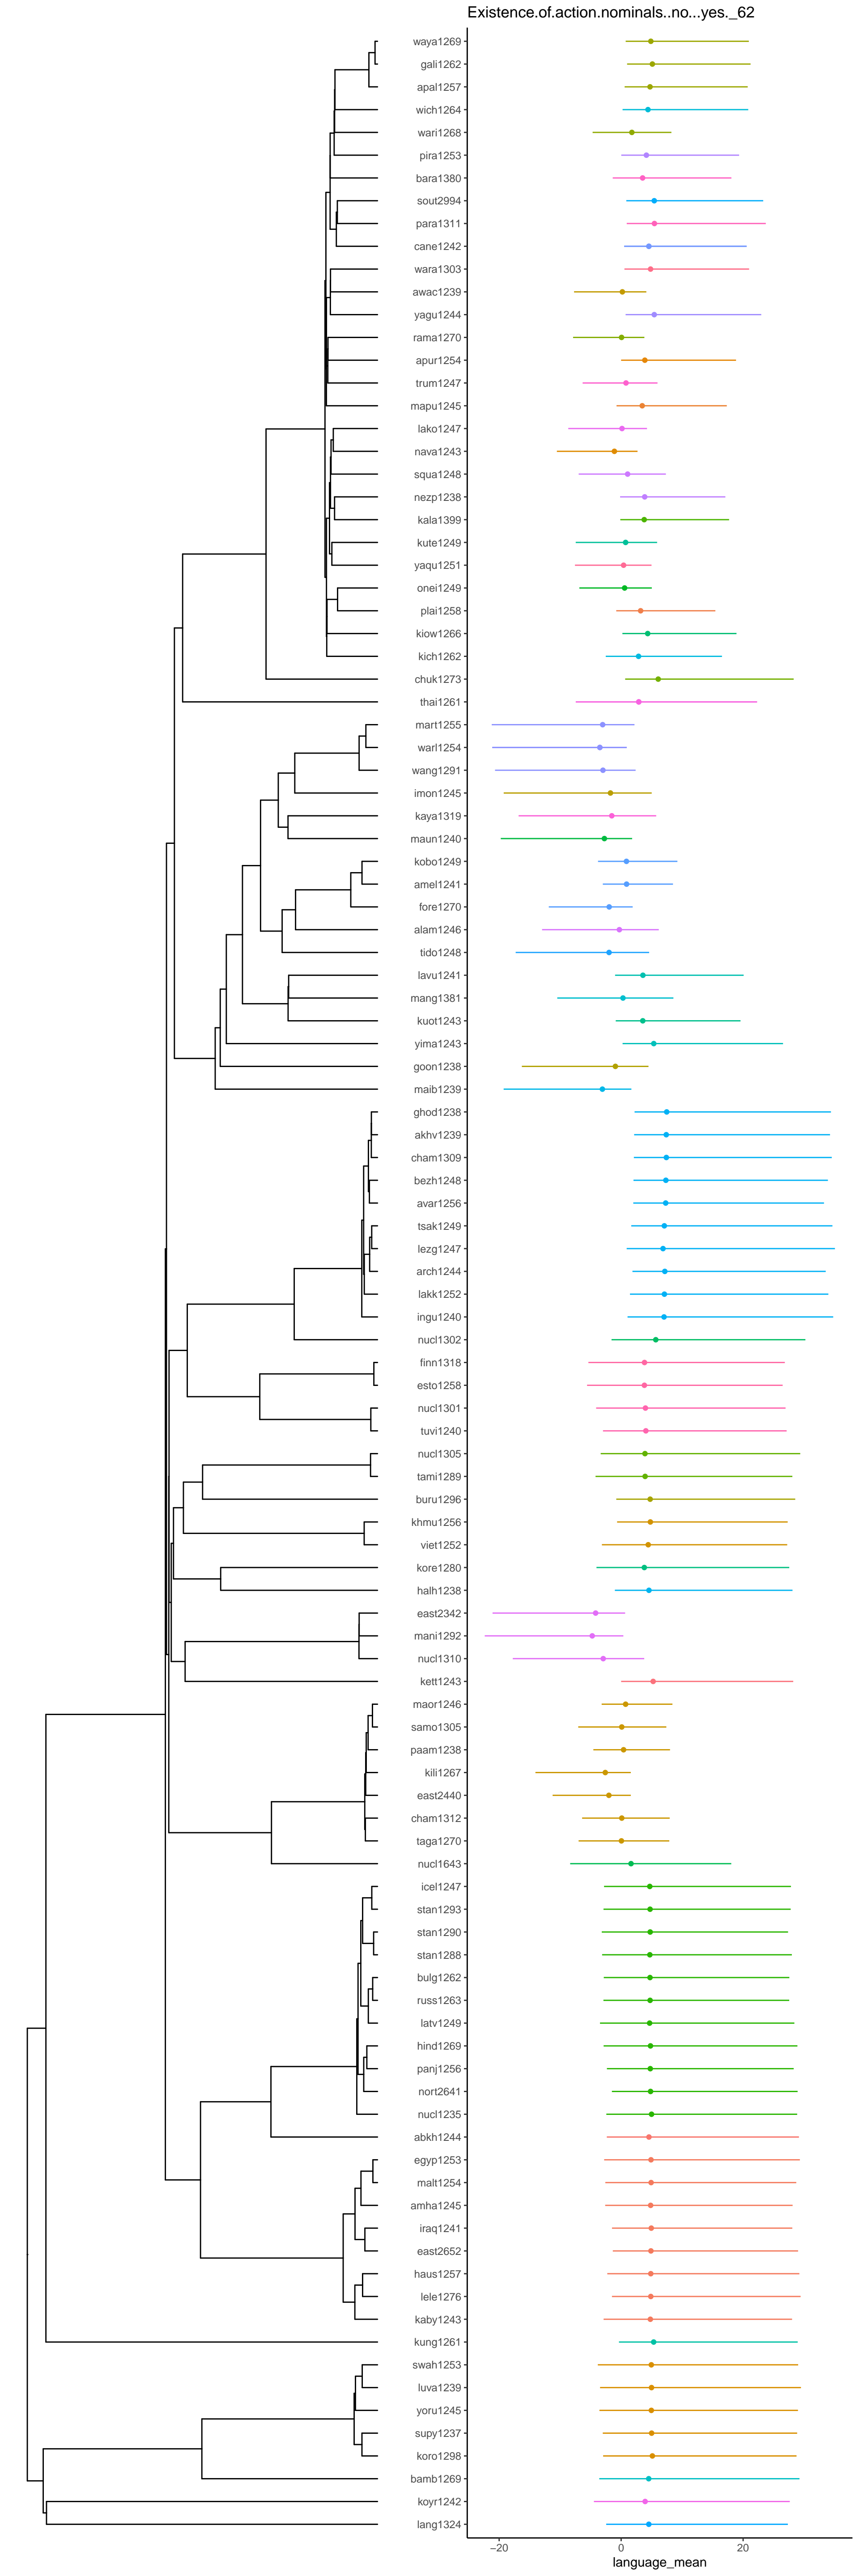 Existence.of.action.nominals..no...yes._62
waya1269
gali1262
apal1257
wich1264
wari1268
pira1253
bara1380
sout2994
para1311
cane1242
wara1303
awac1239
yagu1244
rama1270
apur1254
trum1247
mapu1245
lako1247
nava1243
squa1248
nezp1238
kala1399
kute1249
yaqu1251
onei1249
plai1258
kiow1266
kich1262
chuk1273
thai1261
mart1255
warl1254
wang1291
imon1245
kaya1319
maun1240
kobo1249
amel1241
fore1270
alam1246
tido1248
lavu1241
mang1381
kuot1243
yima1243
goon1238
maib1239
ghod1238
akhv1239
cham1309
bezh1248
avar1256
tsak1249
lezg1247
arch1244
lakk1252
ingu1240
nucl1302
finn1318
esto1258
nucl1301
tuvi1240
nucl1305
tami1289
buru1296
khmu1256
viet1252
kore1280
halh1238
east2342
mani1292
nucl1310
kett1243
maor1246
samo1305
paam1238
kili1267
east2440
cham1312
taga1270
nucl1643
icel1247
stan1293
stan1290
stan1288
bulg1262
russ1263
latv1249
hind1269
panj1256
nort2641
nucl1235
abkh1244
egyp1253
malt1254
amha1245
iraq1241
east2652
haus1257
lele1276
kaby1243
kung1261
swah1253
luva1239
yoru1245
supy1237
koro1298
bamb1269
koyr1242
lang1324
−20 0 20
language_mean